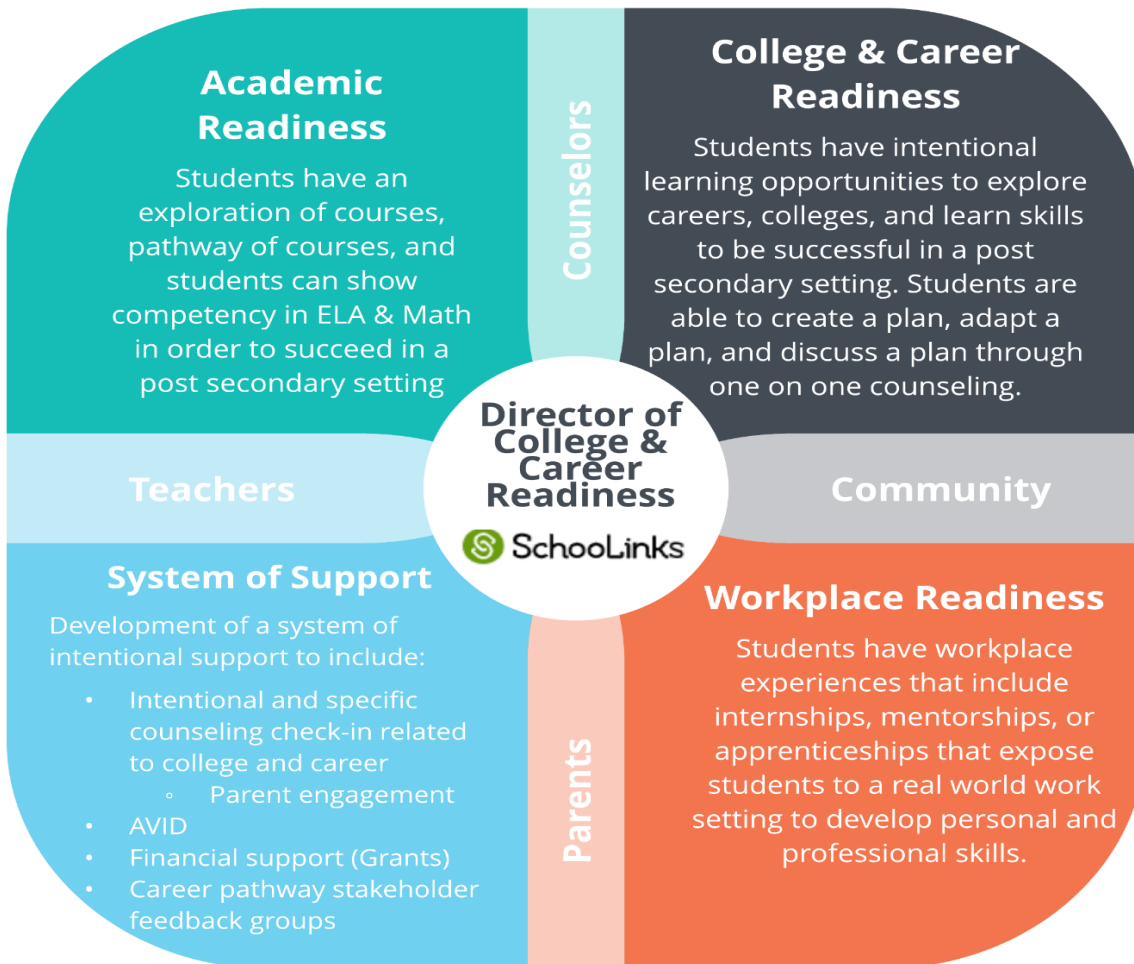 Academic
Readiness
Students have an
exploration of courses,
pathway of courses, and
students can show
competency in ELA & Math
in order to succeed in a
post secondary setting
Counselors
College & Career
Readiness
Students have intentional
learning opportunities to explore
careers, colleges, and learn skills
to be successful in a post
secondary setting. Students are
able to create a plan, adapt a
plan, and discuss a plan through
one on one counseling.
Teachers
Director of
College &
Career
Readiness
SchooLinks
Community
System of Support
Development of a system of
intentional support to include:
• Intentional and specific
counseling check-in related
to college and career
◦ Parent engagement
• AVID
• Financial support (Grants)
• Career pathway stakeholder
feedback groups
Parents
Workplace Readiness
Students have workplace
experiences that include
internships, mentorships, or
apprenticeships that expose
students to a real world work
setting to develop personal and
professional skills.